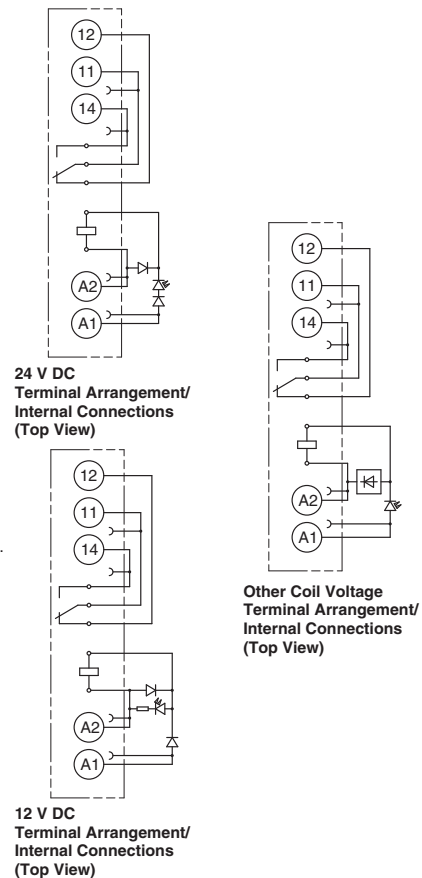 12
11
14
A2
A1
24 V DC
Terminal Arrangement/
Internal Connections
(Top View)
12
11
14
A2
A1
12 V DC
Terminal Arrangement/
Internal Connections
(Top View)
12
11
14
A2
A1
Other Coil Voltage
Terminal Arrangement/
Internal Connections
(Top View)